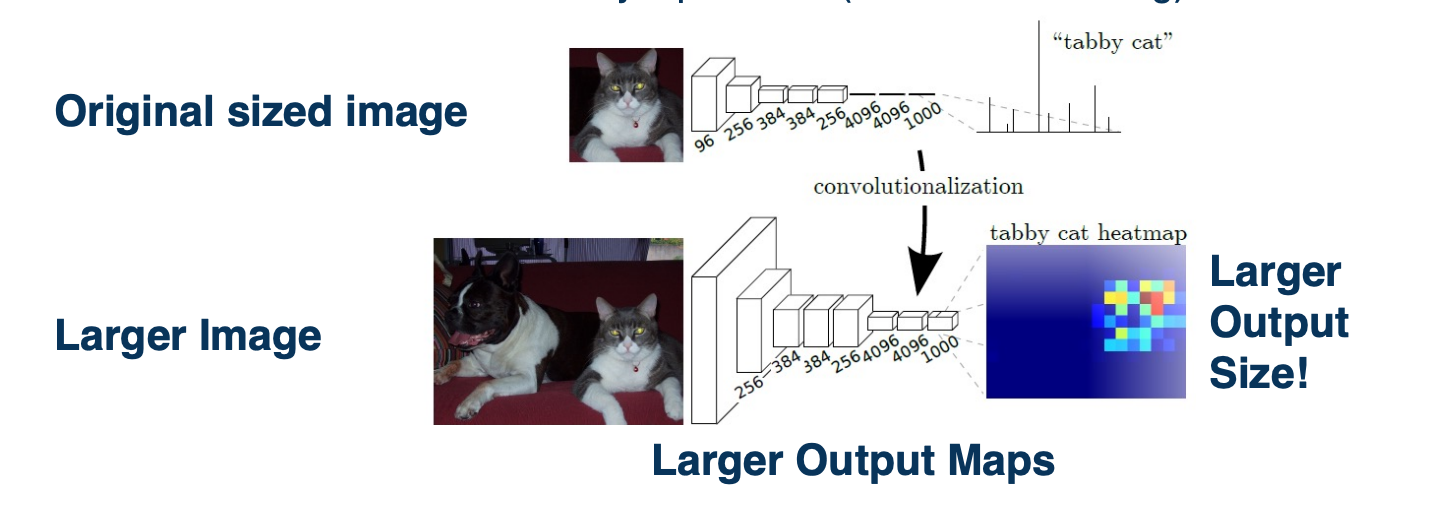 Original sized image
"tabby cat"
96 256 384 384 256 4096 4096 1000
convolutionalization
tabby cat heatmap
Larger Image
256 384 384 256 4096 4096 1000
Larger
Output
Size!
Larger Output Maps